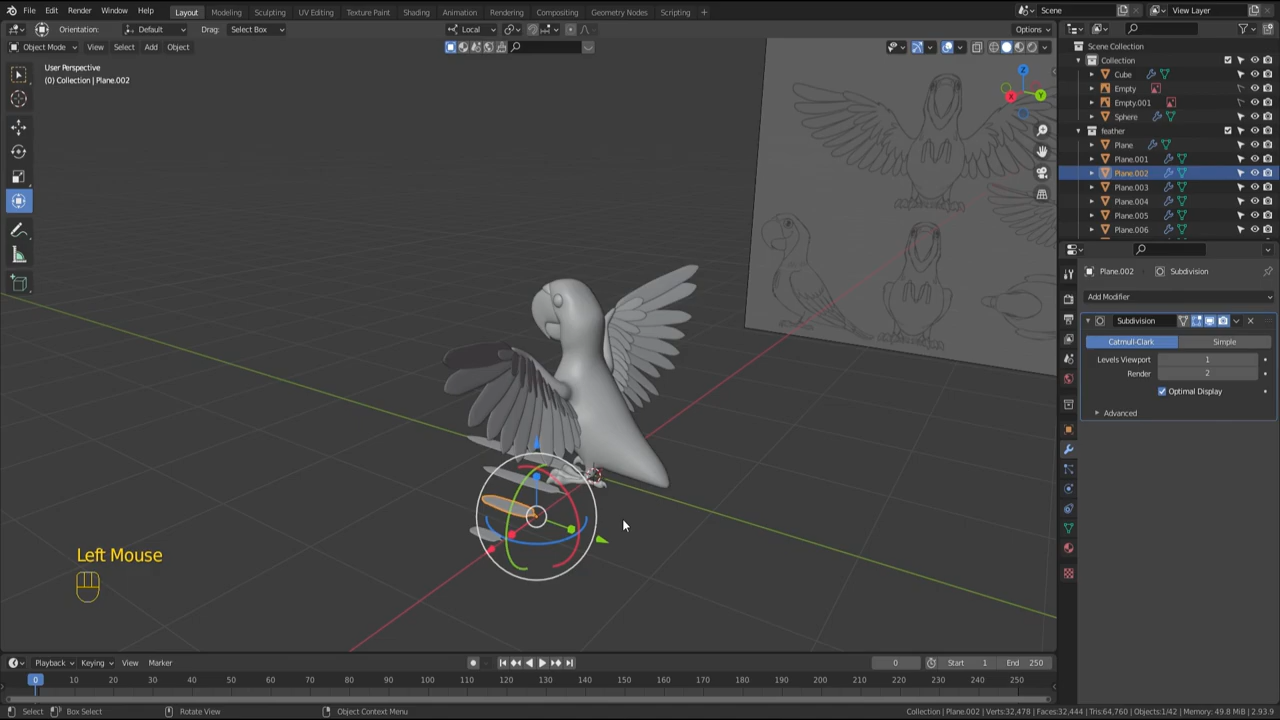 File Edit Render Window Help Layout Modeling Sculpting UV Editing Texture Paint Shading Animation Rendering Compositing Geometry Nodes Scripting + Scene View Layer
Orientation: Default Drag: Select Box Local Options
Object Mode View Select Add Object
User Perspective
(0) Collection | Plane.002
Z
X
Y
Scene Collection
Collection
Cube
Empty
Empty.001
Sphere
feather
Plane
Plane.001
Plane.002
Plane.003
Plane.004
Plane.005
Plane.006
Plane.002 Subdivision
Add Modifier
Subdivision
Catmull-Clark Simple
Levels Viewport 1
Render 2
Optimal Display
Advanced
Left Mouse
Playback Keying View Marker 0 Start 1 End 250
0 10 20 30 40 50 60 70 80 90 100 110 120 130 140 150 160 170 180 190 200 210 220 230 240 250
Select Box Select Rotate View Object Context Menu Collection | Plane.002 | Verts:32,478 | Faces:32,444 | Tris:64,760 | Objects:1/42 | Memory: 49.8 MiB | 2.93.9